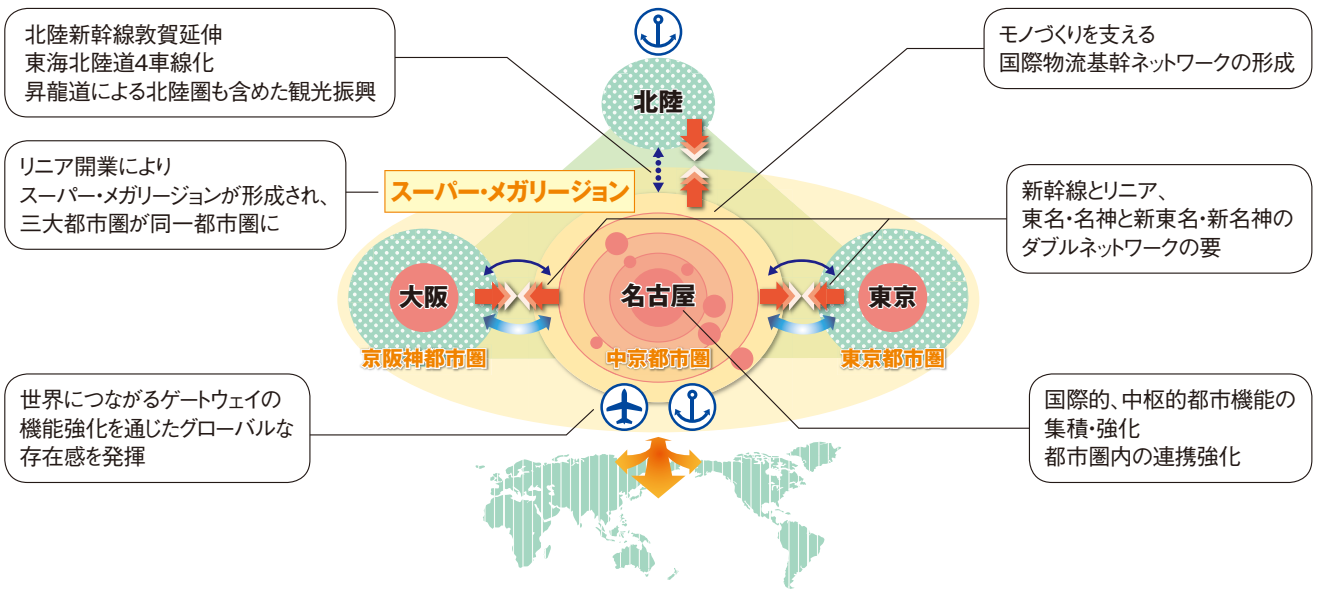 北陸新幹線敦賀延伸
東海北陸道4車線化
昇龍道による北陸圏も含めた観光振興
モノづくりを支える
国際物流基幹ネットワークの形成
北陸
リニア開業により
スーパー・メガリージョンが形成され、
三大都市圏が同一都市圏に
スーパー・メガリージョン
新幹線とリニア、
東名・名神と新東名・新名神の
ダブルネットワークの要
大阪
名古屋
東京
京阪神都市圏
中京都市圏
東京都市圏
世界につながるゲートウェイの
機能強化を通じたグローバルな
存在感を発揮
国際的、中枢的都市機能の
集積・強化
都市圏内の連携強化